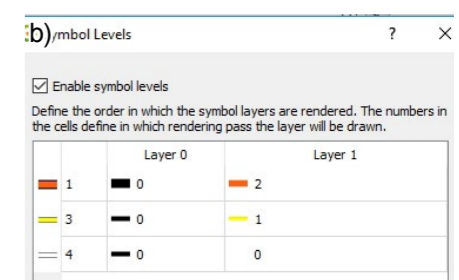 b)ymbol Levels ? X
Enable symbol levels
Define the order in which the symbol layers are rendered. The numbers in
the cells define in which rendering pass the layer will be drawn.
Layer 0 Layer 1
1 0 2
3 0 1
4 0 0